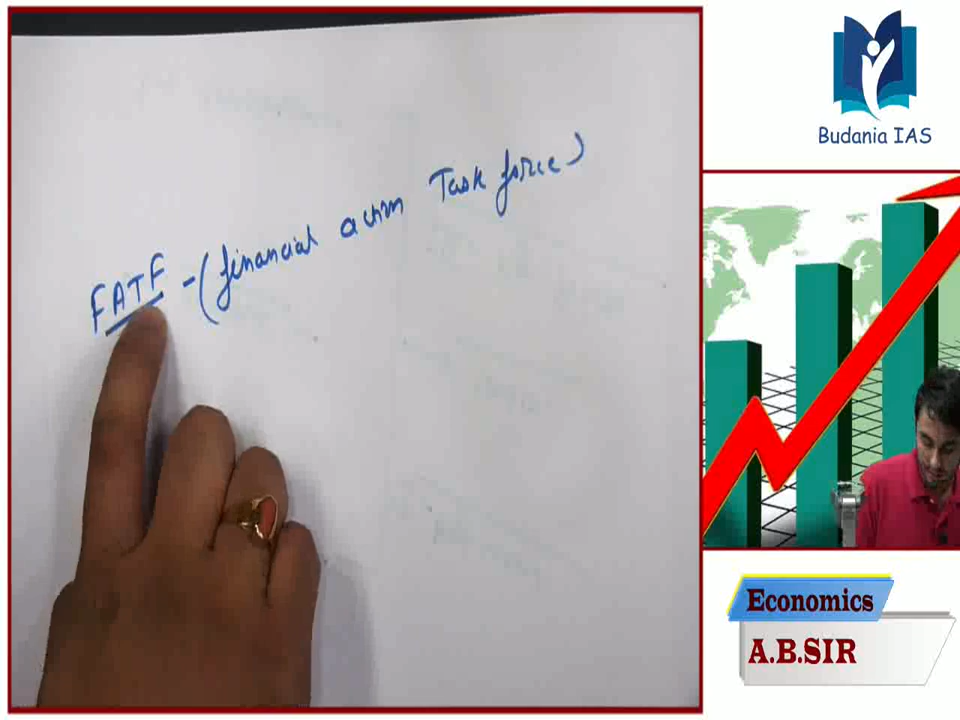 FATF - (financial action Task force)
Budania IAS
Economics
A.B.SIR